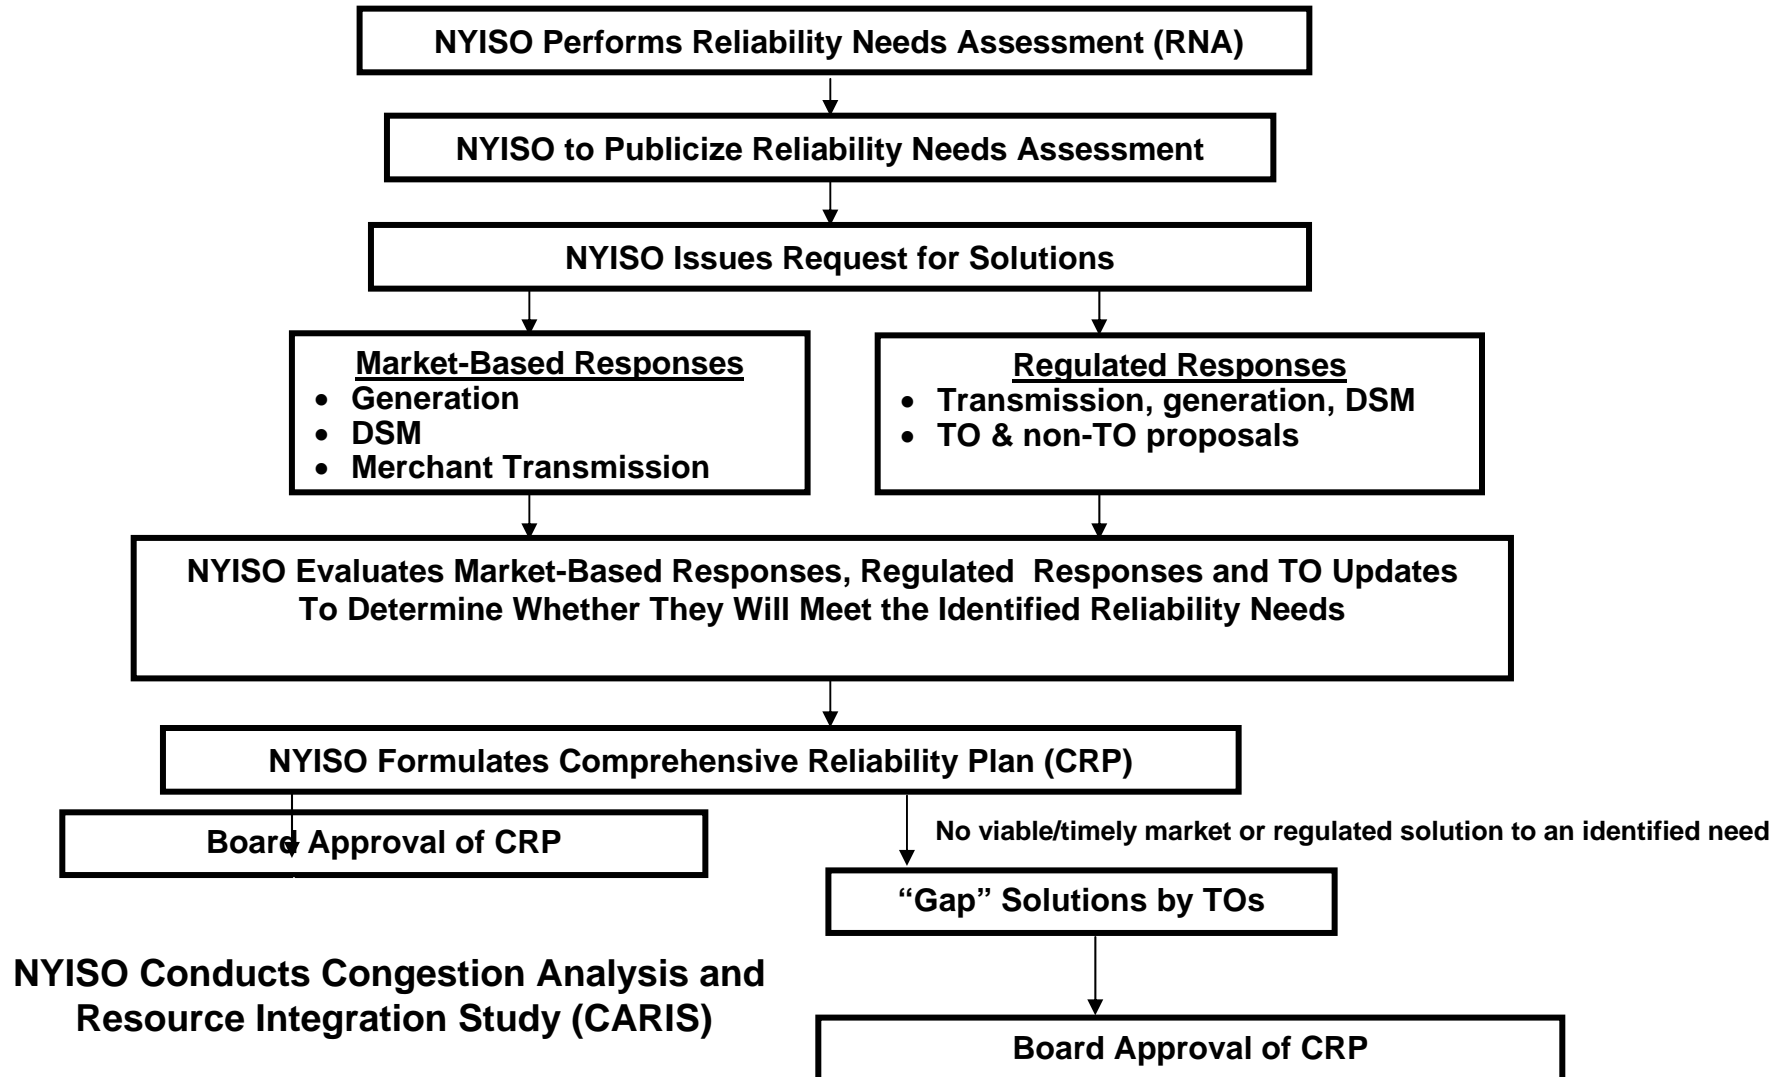 NYISO Performs Reliability Needs Assessment (RNA)
NYISO to Publicize Reliability Needs Assessment
NYISO Issues Request for Solutions
Market-Based Responses
• Generation
• DSM
• Merchant Transmission
Regulated Responses
• Transmission, generation, DSM
• TO & non-TO proposals
NYISO Evaluates Market-Based Responses, Regulated  Responses and TO Updates
To Determine Whether They Will Meet the Identified Reliability Needs
NYISO Formulates Comprehensive Reliability Plan (CRP)
Board Approval of CRP
No viable/timely market or regulated solution to an identified need
“Gap” Solutions by TOs
NYISO Conducts Congestion Analysis and
Resource Integration Study (CARIS)
Board Approval of CRP